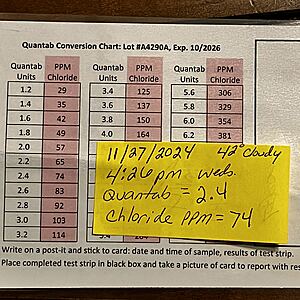 Quantab Conversion Chart: Lot #A4290A, Exp. 10/2026
Quantab Units PPM Chloride Quantab Units PPM Chloride Quantab Units PPM Chloride
1.2 29 3.4 125 5.6 306
1.4 35 3.6 137 5.8 329
1.6 42 3.8 150 6.0 354
1.8 49 4.0 164 6.2 381
2.0 57
2.2 65
2.4 74
2.6 83
2.8 92
3.0 103
3.2 114
11/27/2024 42° cloudy
4:26 pm Weds.
Quantab = 2.4
Chloride PPM = 74
Write on a post-it and stick to card: date and time of sample, results of test strip.
Place completed test strip in black box and take a picture of card to report with